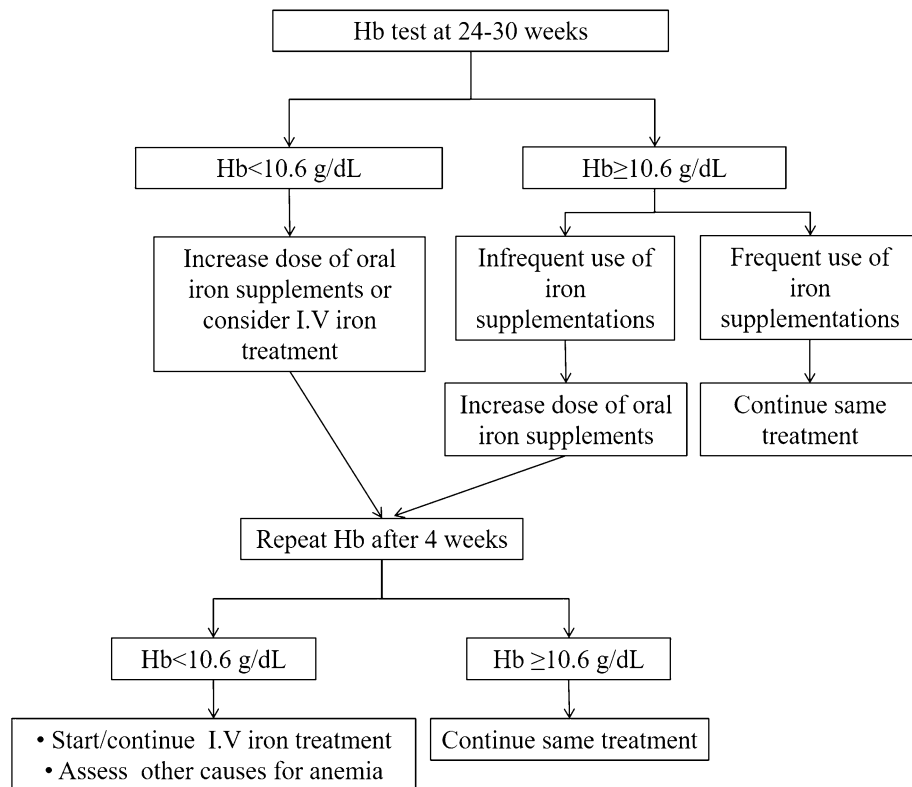 Hb test at 24-30 weeks
Hb<10.6 g/dL
Hb≥10.6 g/dL
Increase dose of oral
iron supplements or
consider I.V iron
treatment
Infrequent use of
iron
supplementations
Frequent use of
iron
supplementations
Increase dose of oral
iron supplements
Continue same
treatment
Repeat Hb after 4 weeks
Hb<10.6 g/dL
Hb ≥10.6 g/dL
• Start/continue I.V iron treatment
• Assess other causes for anemia
Continue same treatment